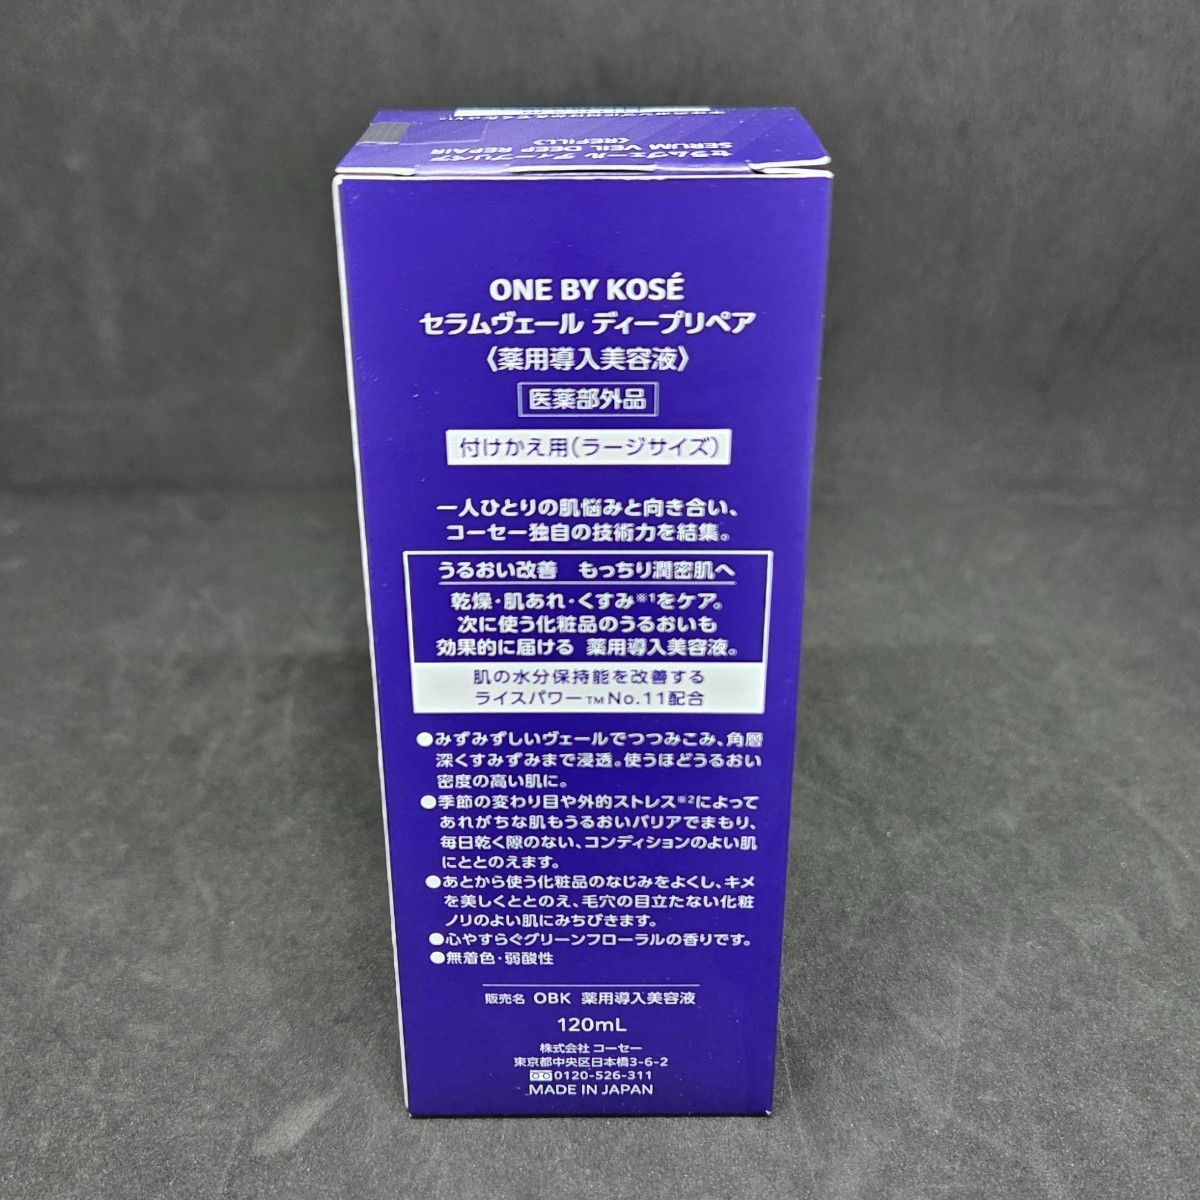 セラムヴェール ディープリペア
SERUM VEIL DEEP REPAIR
〈REFILL〉
ONE BY KOSÉ
セラムヴェール ディープリペア
〈薬用導入美容液〉
医薬部外品
付けかえ用(ラージサイズ)
一人ひとりの肌悩みと向き合い、
コーセー独自の技術力を結集。
うるおい改善 もっちり潤密肌へ
乾燥・肌あれ・くすみ※1をケア。
次に使う化粧品のうるおいも
効果的に届ける 薬用導入美容液。
肌の水分保持能を改善する
ライスパワー™No.11配合
●みずみずしいヴェールでつつみこみ、角層
深くすみずみまで浸透。使うほどうるおい
密度の高い肌に。
●季節の変わり目や外的ストレス※2によって
あれがちな肌もうるおいバリアでまもり、
毎日乾く隙のない、コンディションのよい肌
にととのえます。
●あとから使う化粧品のなじみをよくし、キメ
を美しくととのえ、毛穴の目立たない化粧
ノリのよい肌にみちびきます。
●心やすらぐグリーンフローラルの香りです。
●無着色・弱酸性
販売名 OBK 薬用導入美容液
120mL
株式会社 コーセー
東京都中央区日本橋3-6-2
0120-526-311
MADE IN JAPAN